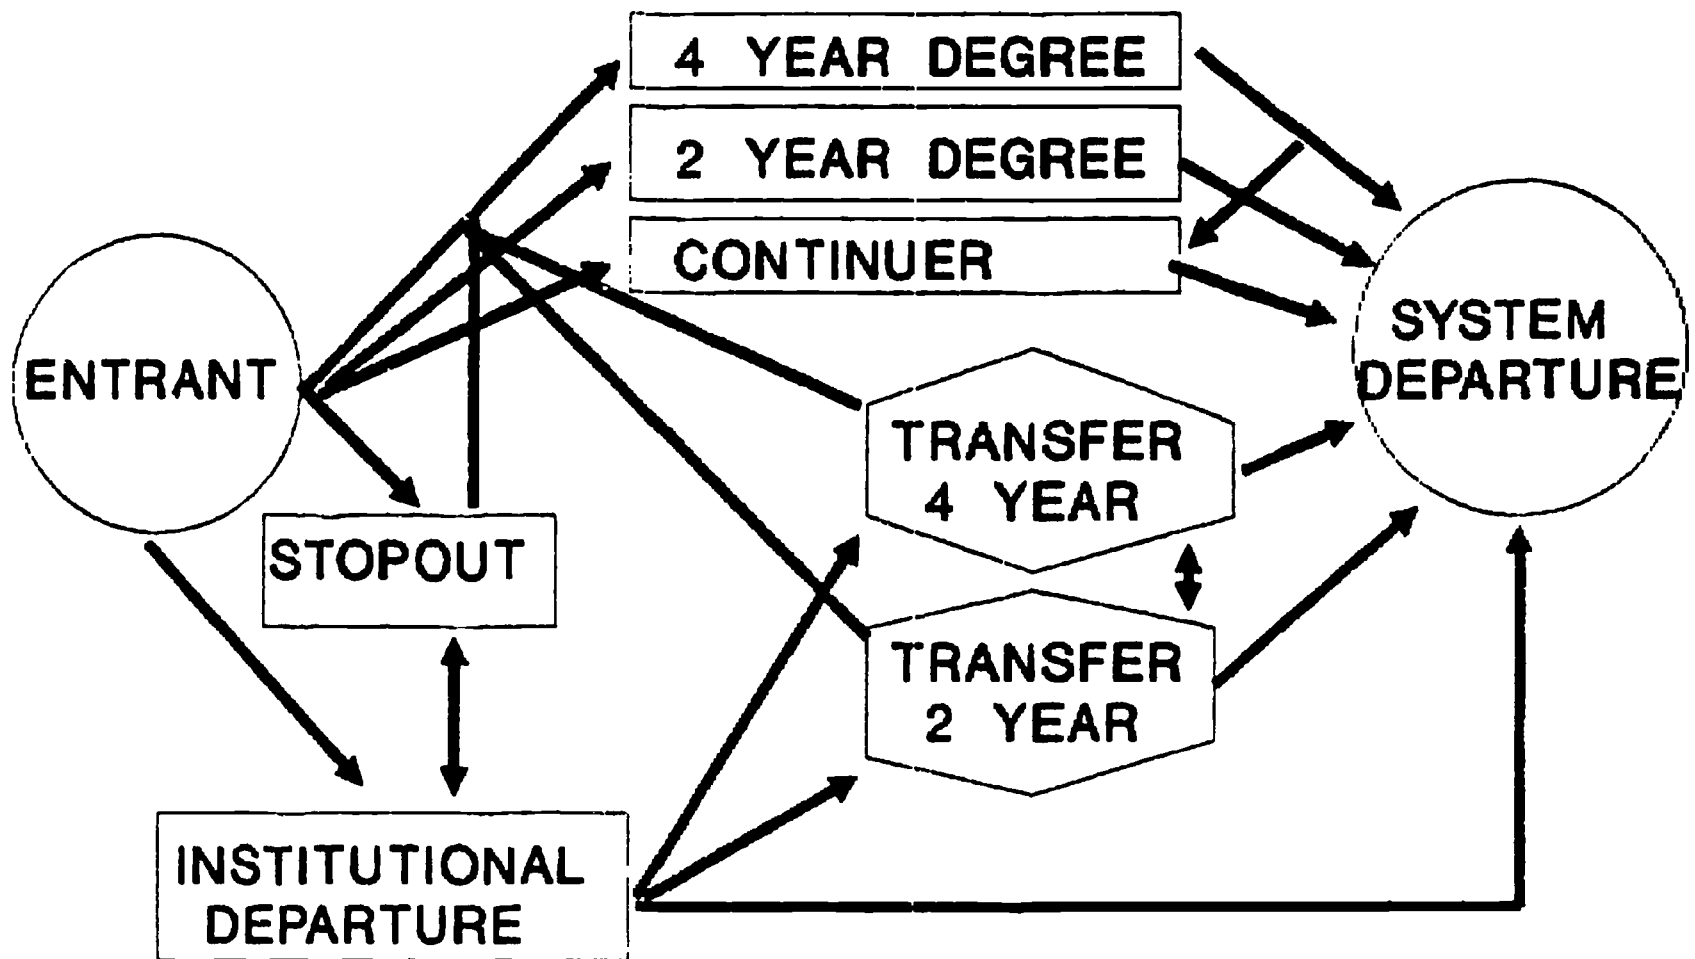 4 YEAR DEGREE
2 YEAR DEGREE
CONTINUER
ENTRANT
SYSTEM
DEPARTURE
TRANSFER
4 YEAR
STOPOUT
TRANSFER
2 YEAR
INSTITUTIONAL
DEPARTURE